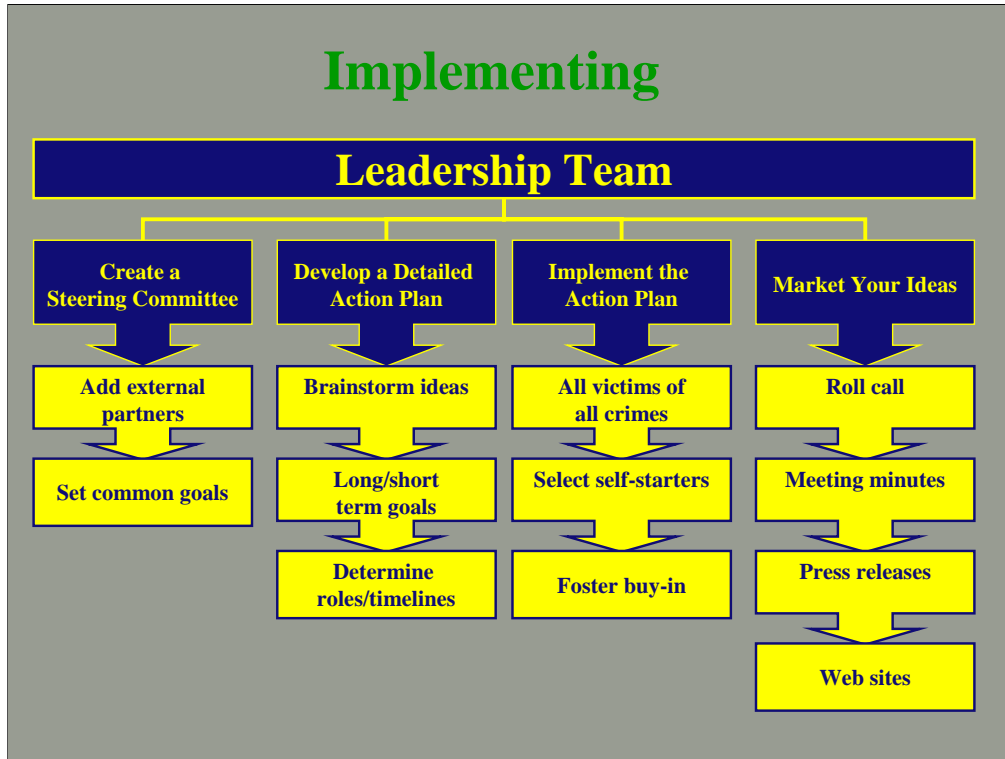 Implementing
Leadership Team
Create a
Steering Committee
Add external
partners
Set common goals
Develop a Detailed
Action Plan
Brainstorm ideas
Long/short
term goals
Determine
roles/timelines
Implement the
Action Plan
All victims of
all crimes
Select self-starters
Foster buy-in
Market Your Ideas
Roll call
Meeting minutes
Press releases
Web sites